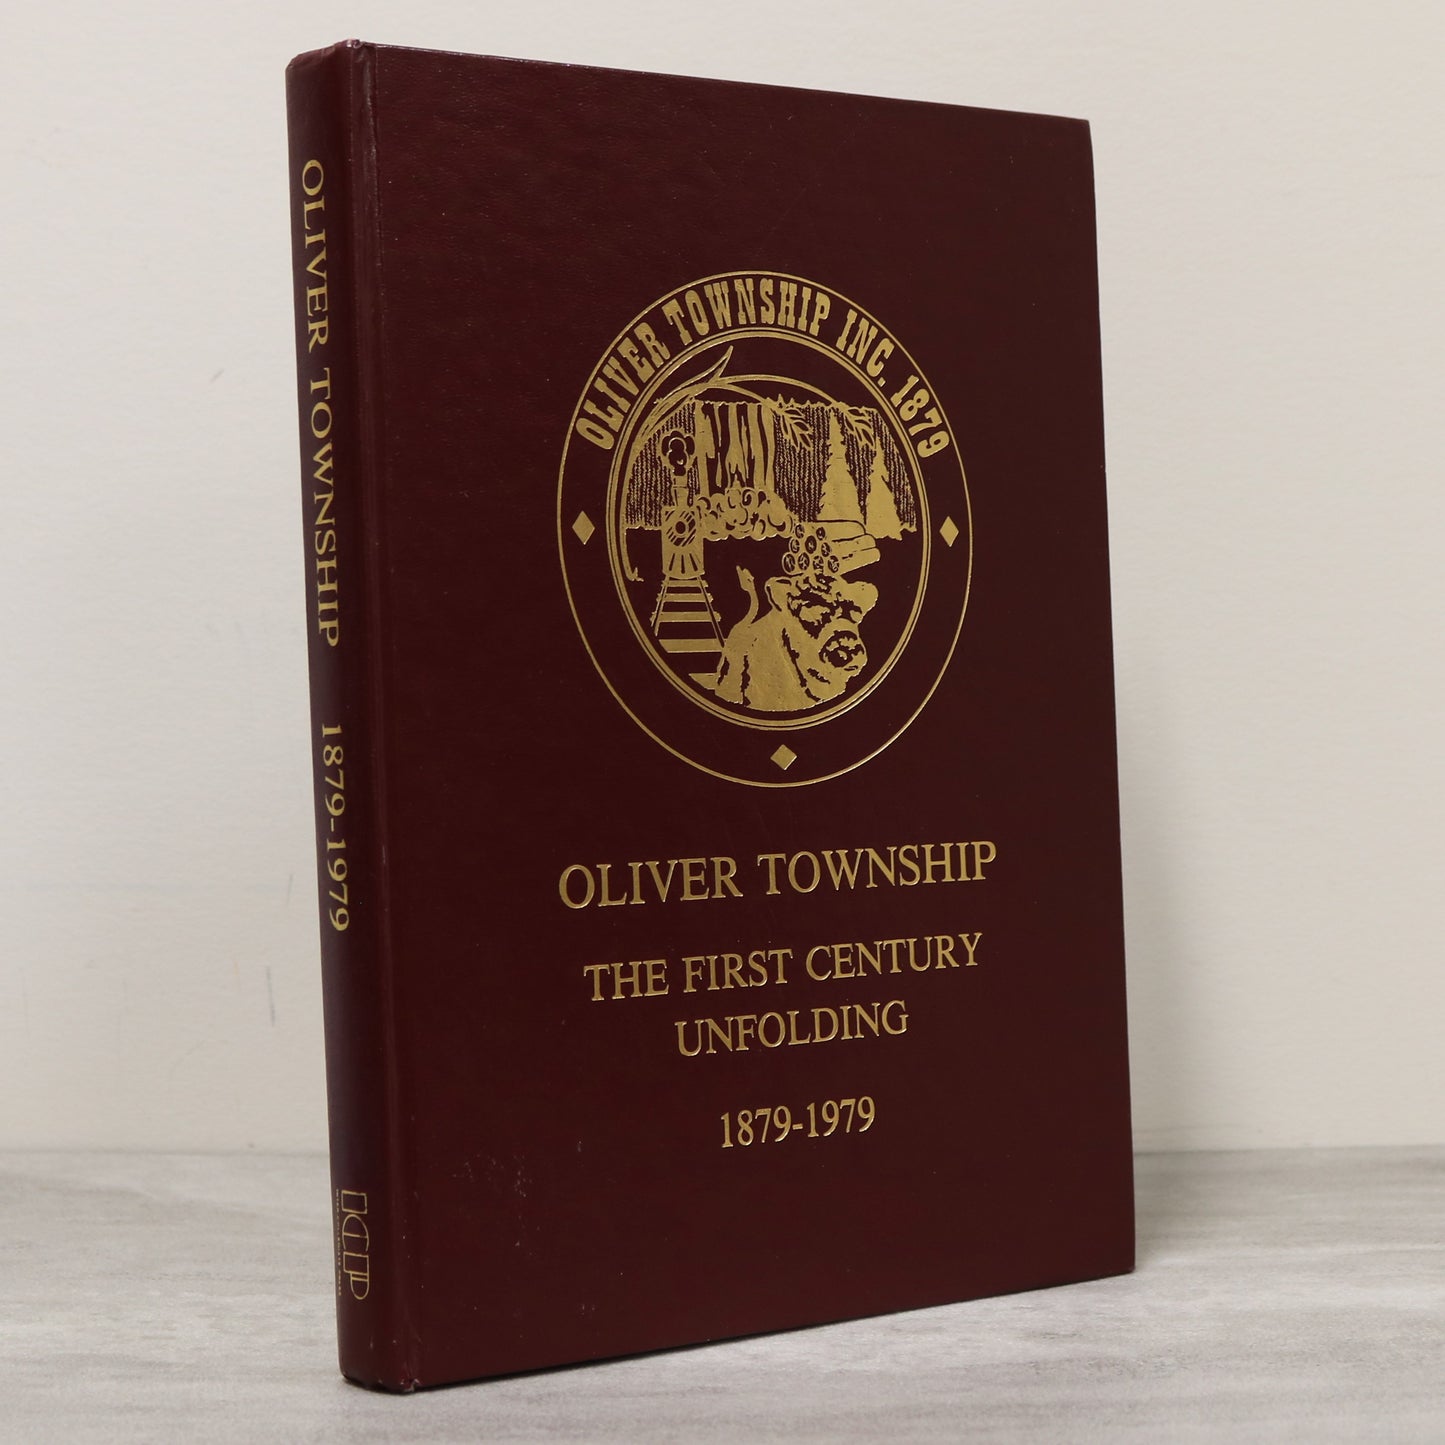 OLIVER TOWNSHIP 1879-1979
OLIVER TOWNSHIP INC. 1879
OLIVER TOWNSHIP
THE FIRST CENTURY
UNFOLDING
1879-1979